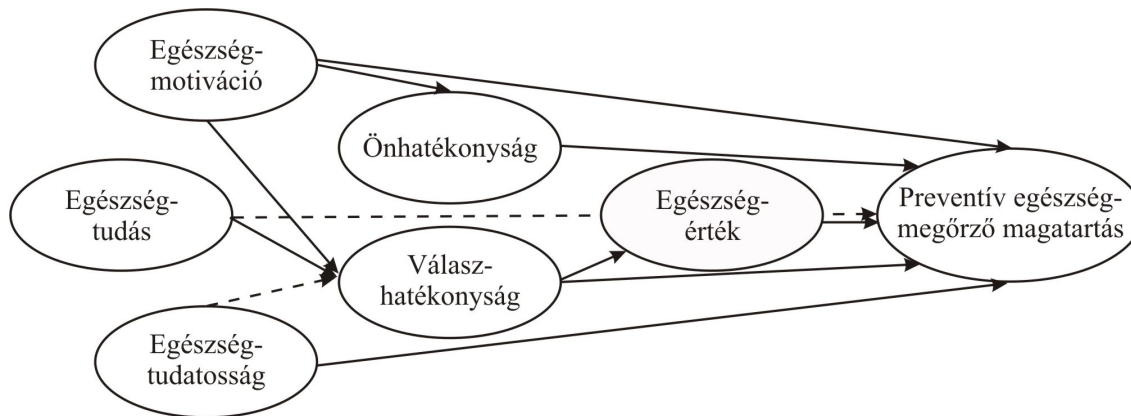 Egészség-
motiváció
Önhatékonyság
Egészség-
tudás
Egészség-
érték
Preventív egészség-
megőrző magatartás
Válasz-
hatékonyság
Egészség-
tudatosság